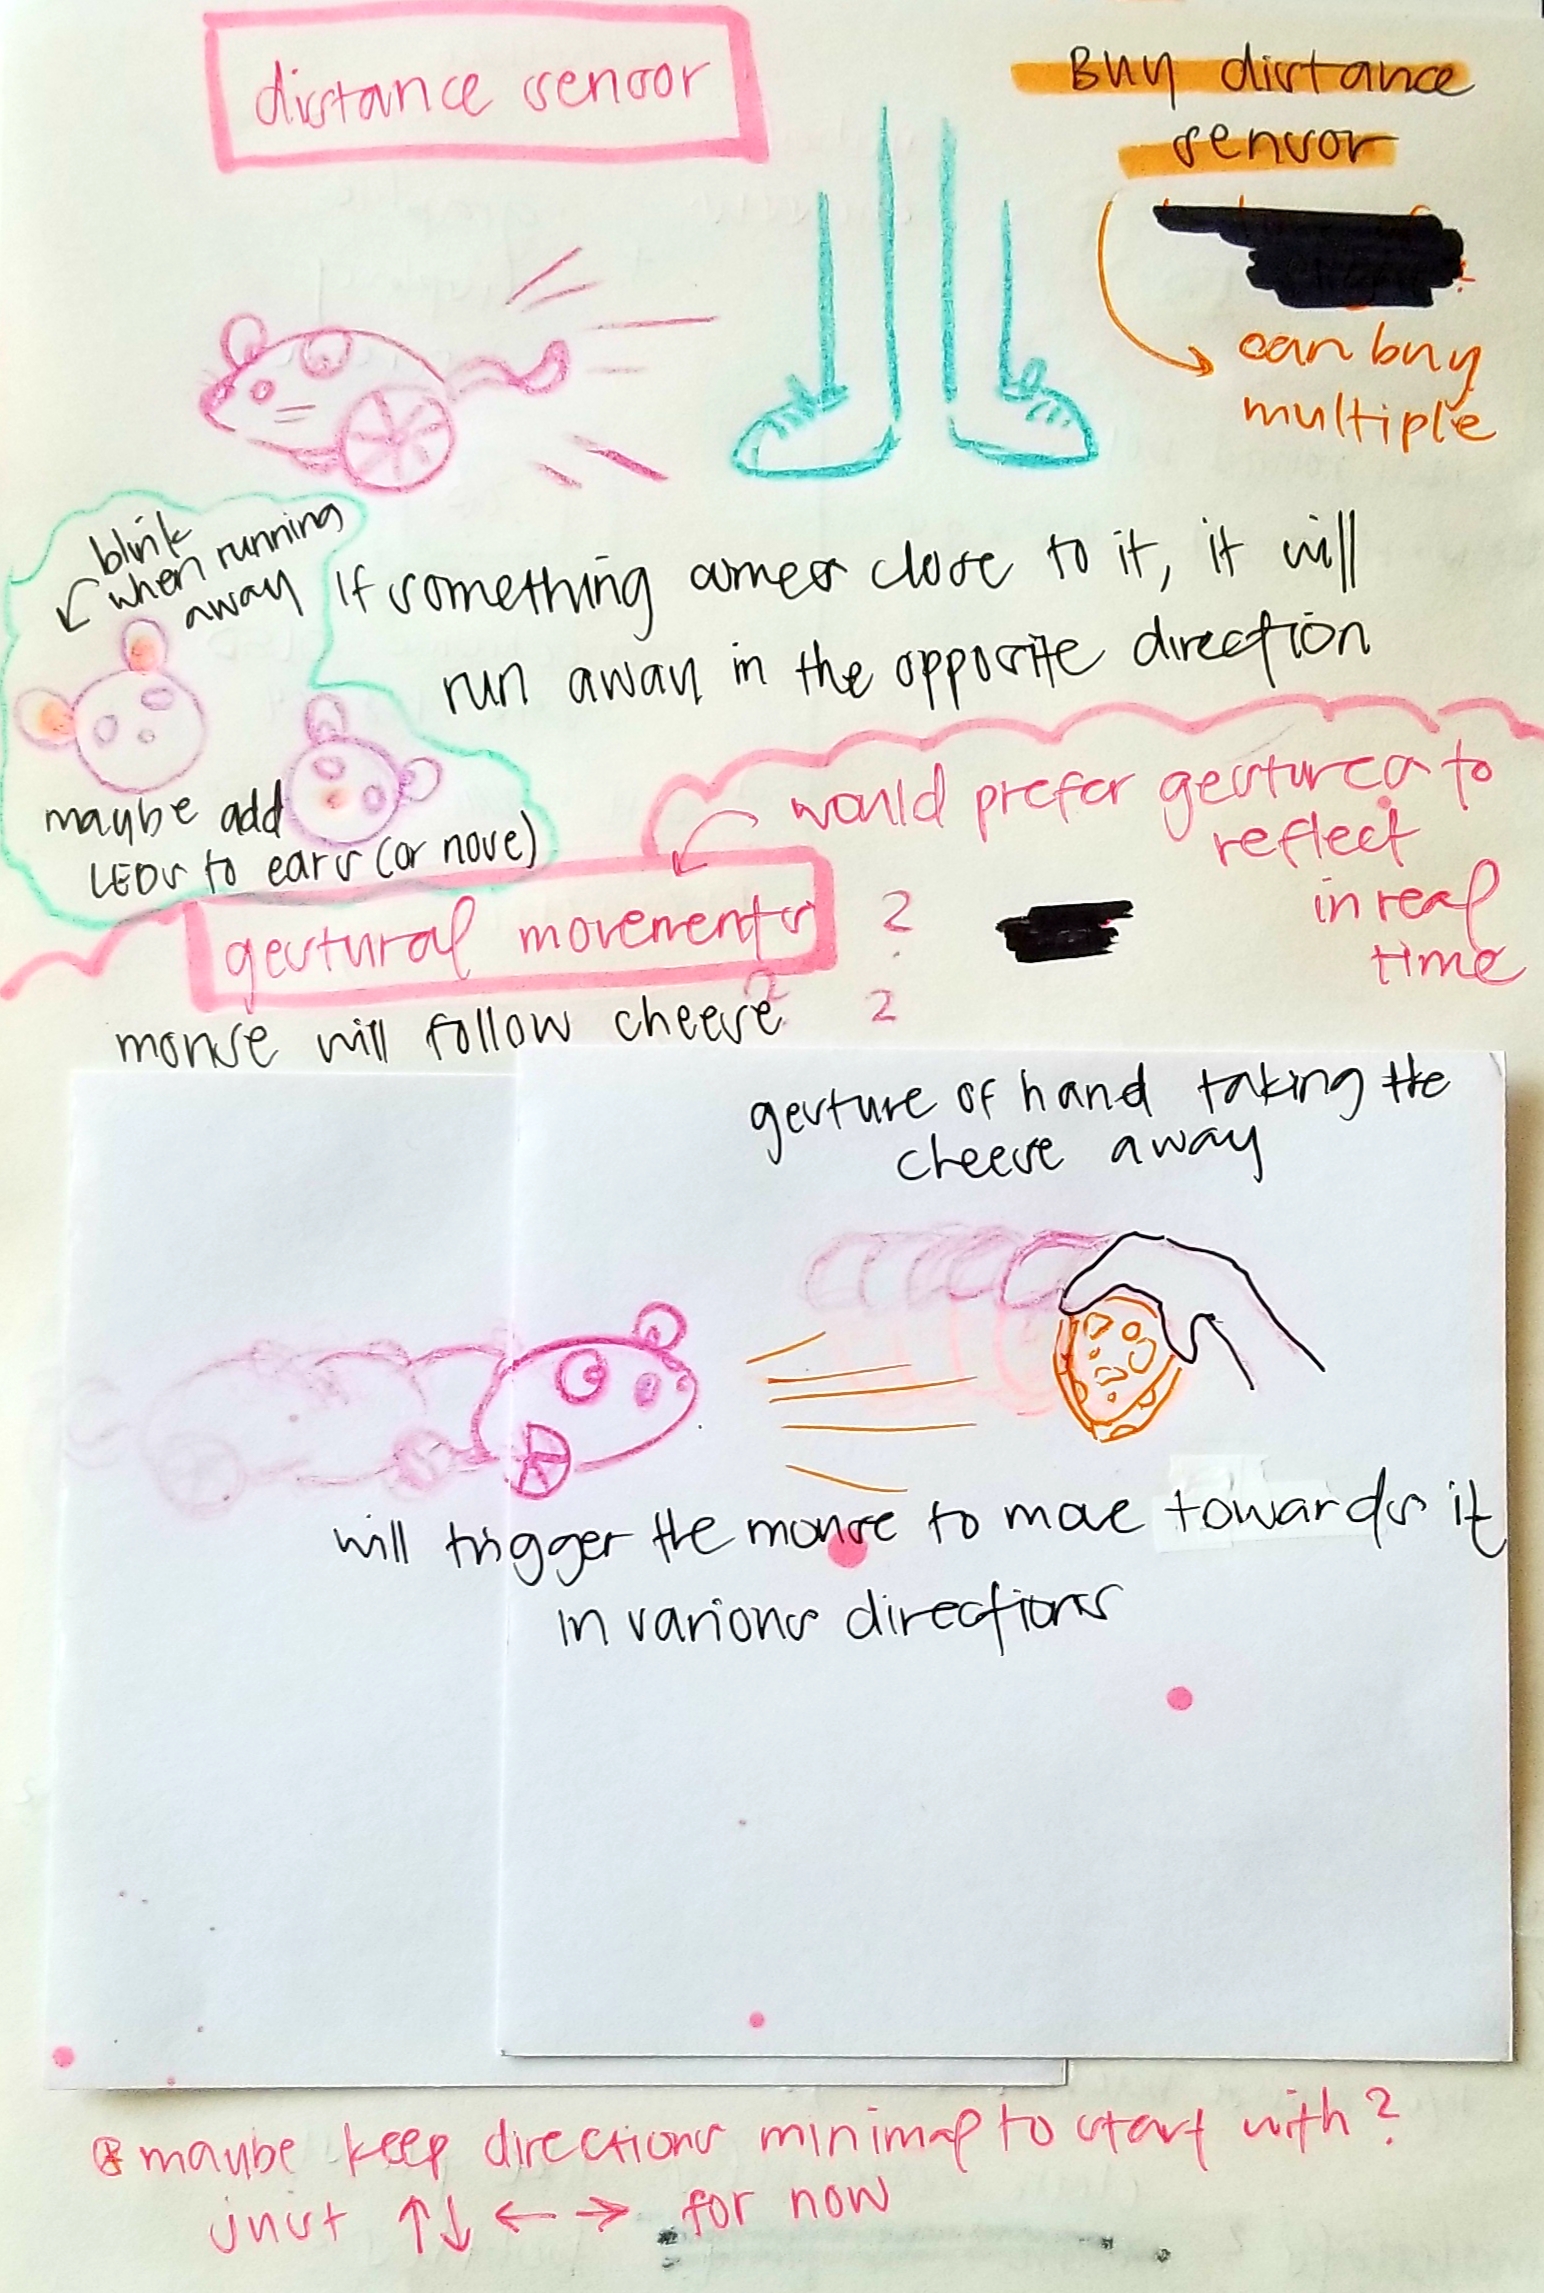 distance sensor
Buy distance
sensor
can buy
multiple
blink
when running
away
If something comes close to it, it will
run away in the opposite direction
maybe add
LEDs to ears (or nose)
would prefer gestures to
reflect
in real
time
gestural movements ?
mouse will follow cheese ? ?
gesture of hand taking the
cheese away
will trigger the mouse to move towards it
in various directions
* maybe keep directions minimal to start with?
just ↑↓ ← → for now